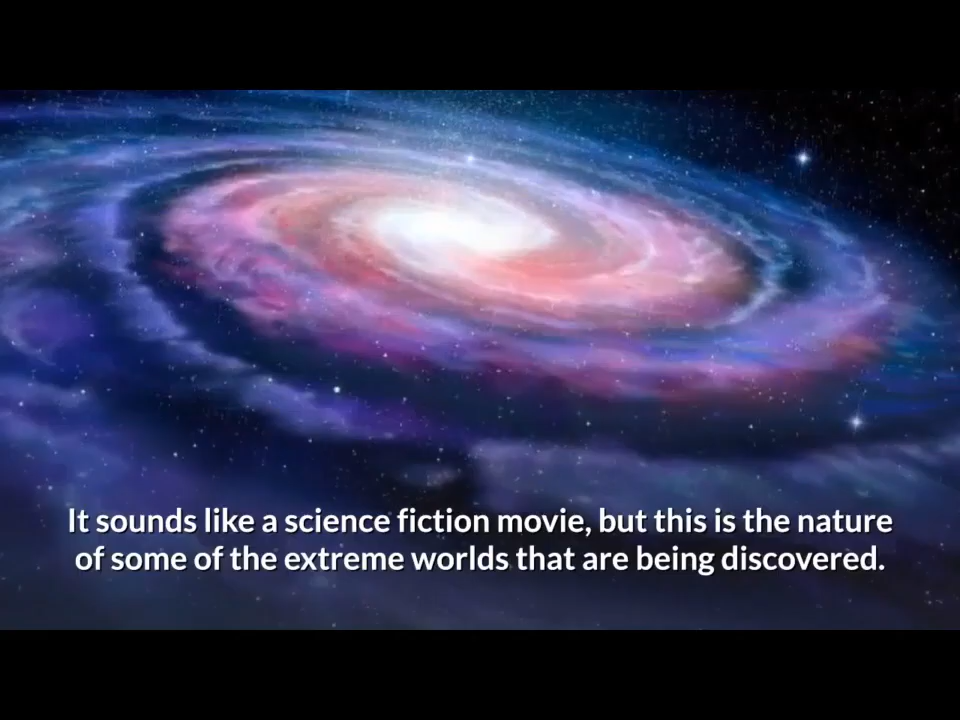 It sounds like a science fiction movie, but this is the nature
of some of the extreme worlds that are being discovered.